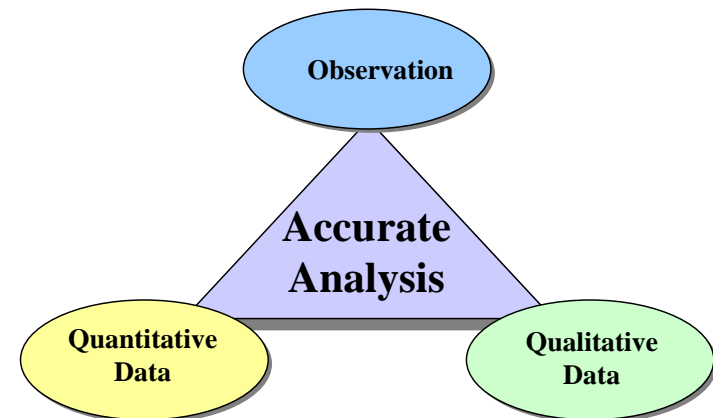 Observation
Accurate
Analysis
Quantitative
Data
Qualitative
Data